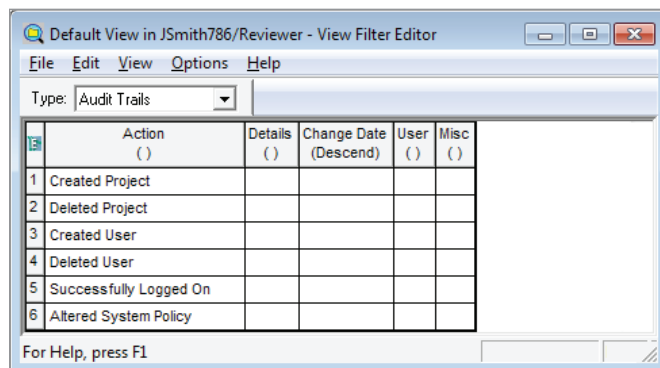 Default View in JSmith786/Reviewer - View Filter Editor
File Edit View Options Help
Type: Audit Trails
Action Details Change Date User Misc
( ) ( ) (Descend) ( ) ( )
1 Created Project
2 Deleted Project
3 Created User
4 Deleted User
5 Successfully Logged On
6 Altered System Policy
For Help, press F1